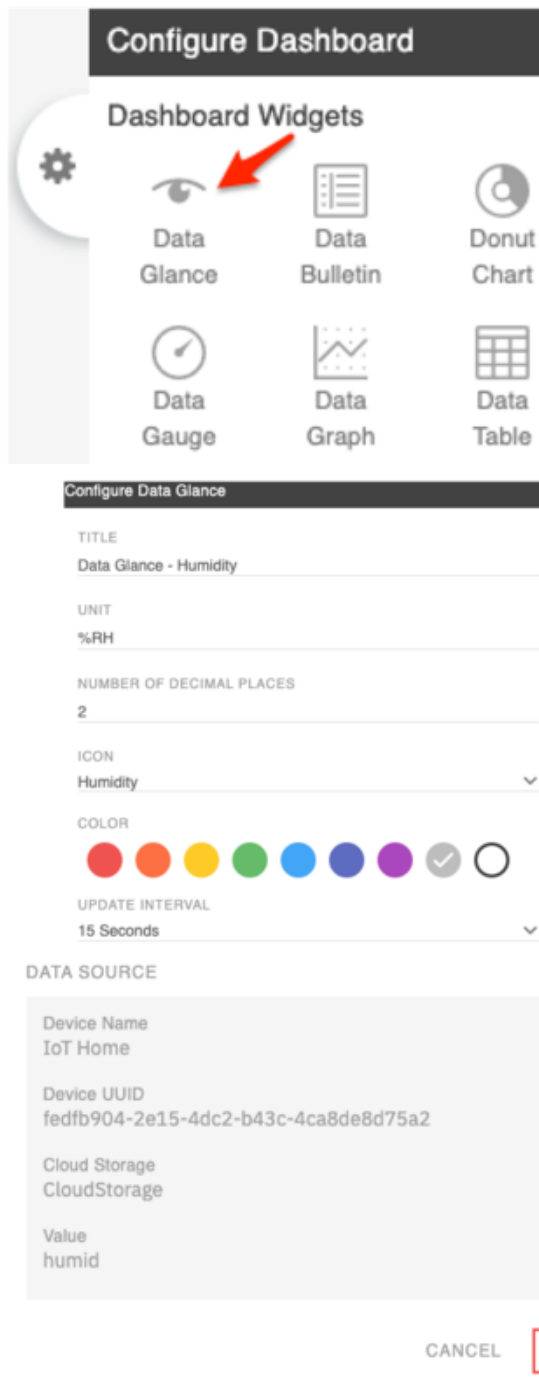 Configure Dashboard
Dashboard Widgets
Data Data Donut
Glance Bulletin Chart
Data Data Data
Gauge Graph Table
Configure Data Glance
TITLE
Data Glance - Humidity
UNIT
%RH
NUMBER OF DECIMAL PLACES
2
ICON
Humidity
COLOR
UPDATE INTERVAL
15 Seconds
DATA SOURCE
Device Name
IoT Home
Device UUID
fedfb904-2e15-4dc2-b43c-4ca8de8d75a2
Cloud Storage
CloudStorage
Value
humid
CANCEL